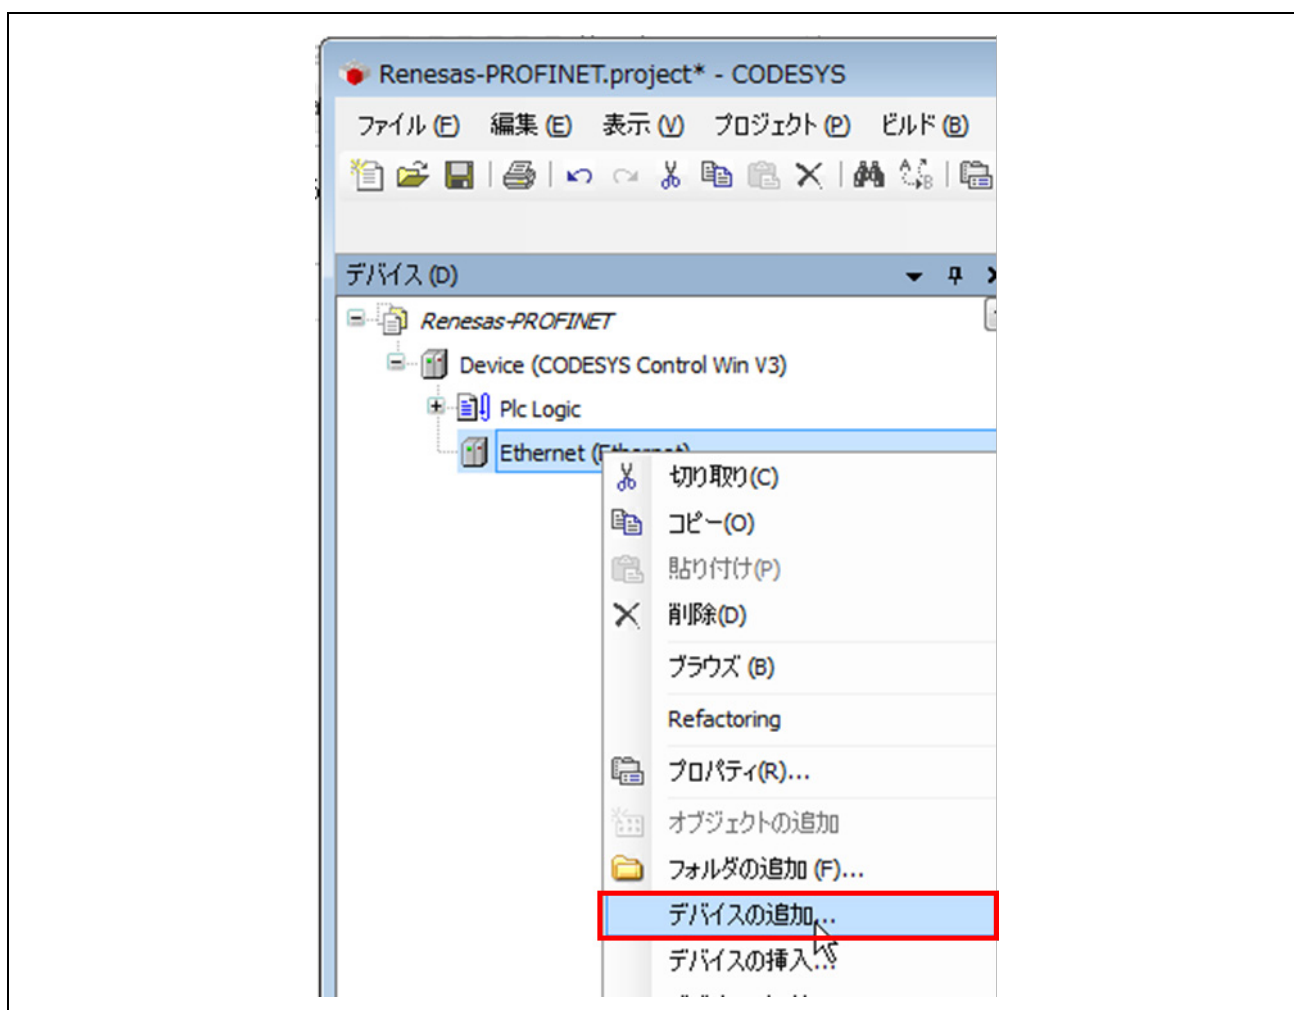 Renesas-PROFINET.project* - CODESYS
ファイル (F) 編集 (E) 表示 (V) プロジェクト (P) ビルド (B)
デバイス (D)
Renesas-PROFINET
Device (CODESYS Control Win V3)
Plc Logic
Ethernet (Ethernet)
切り取り(C)
コピー(O)
貼り付け(P)
削除(D)
ブラウズ (B)
Refactoring
プロパティ(R)...
オブジェクトの追加
フォルダの追加 (F)...
デバイスの追加...
デバイスの挿入...